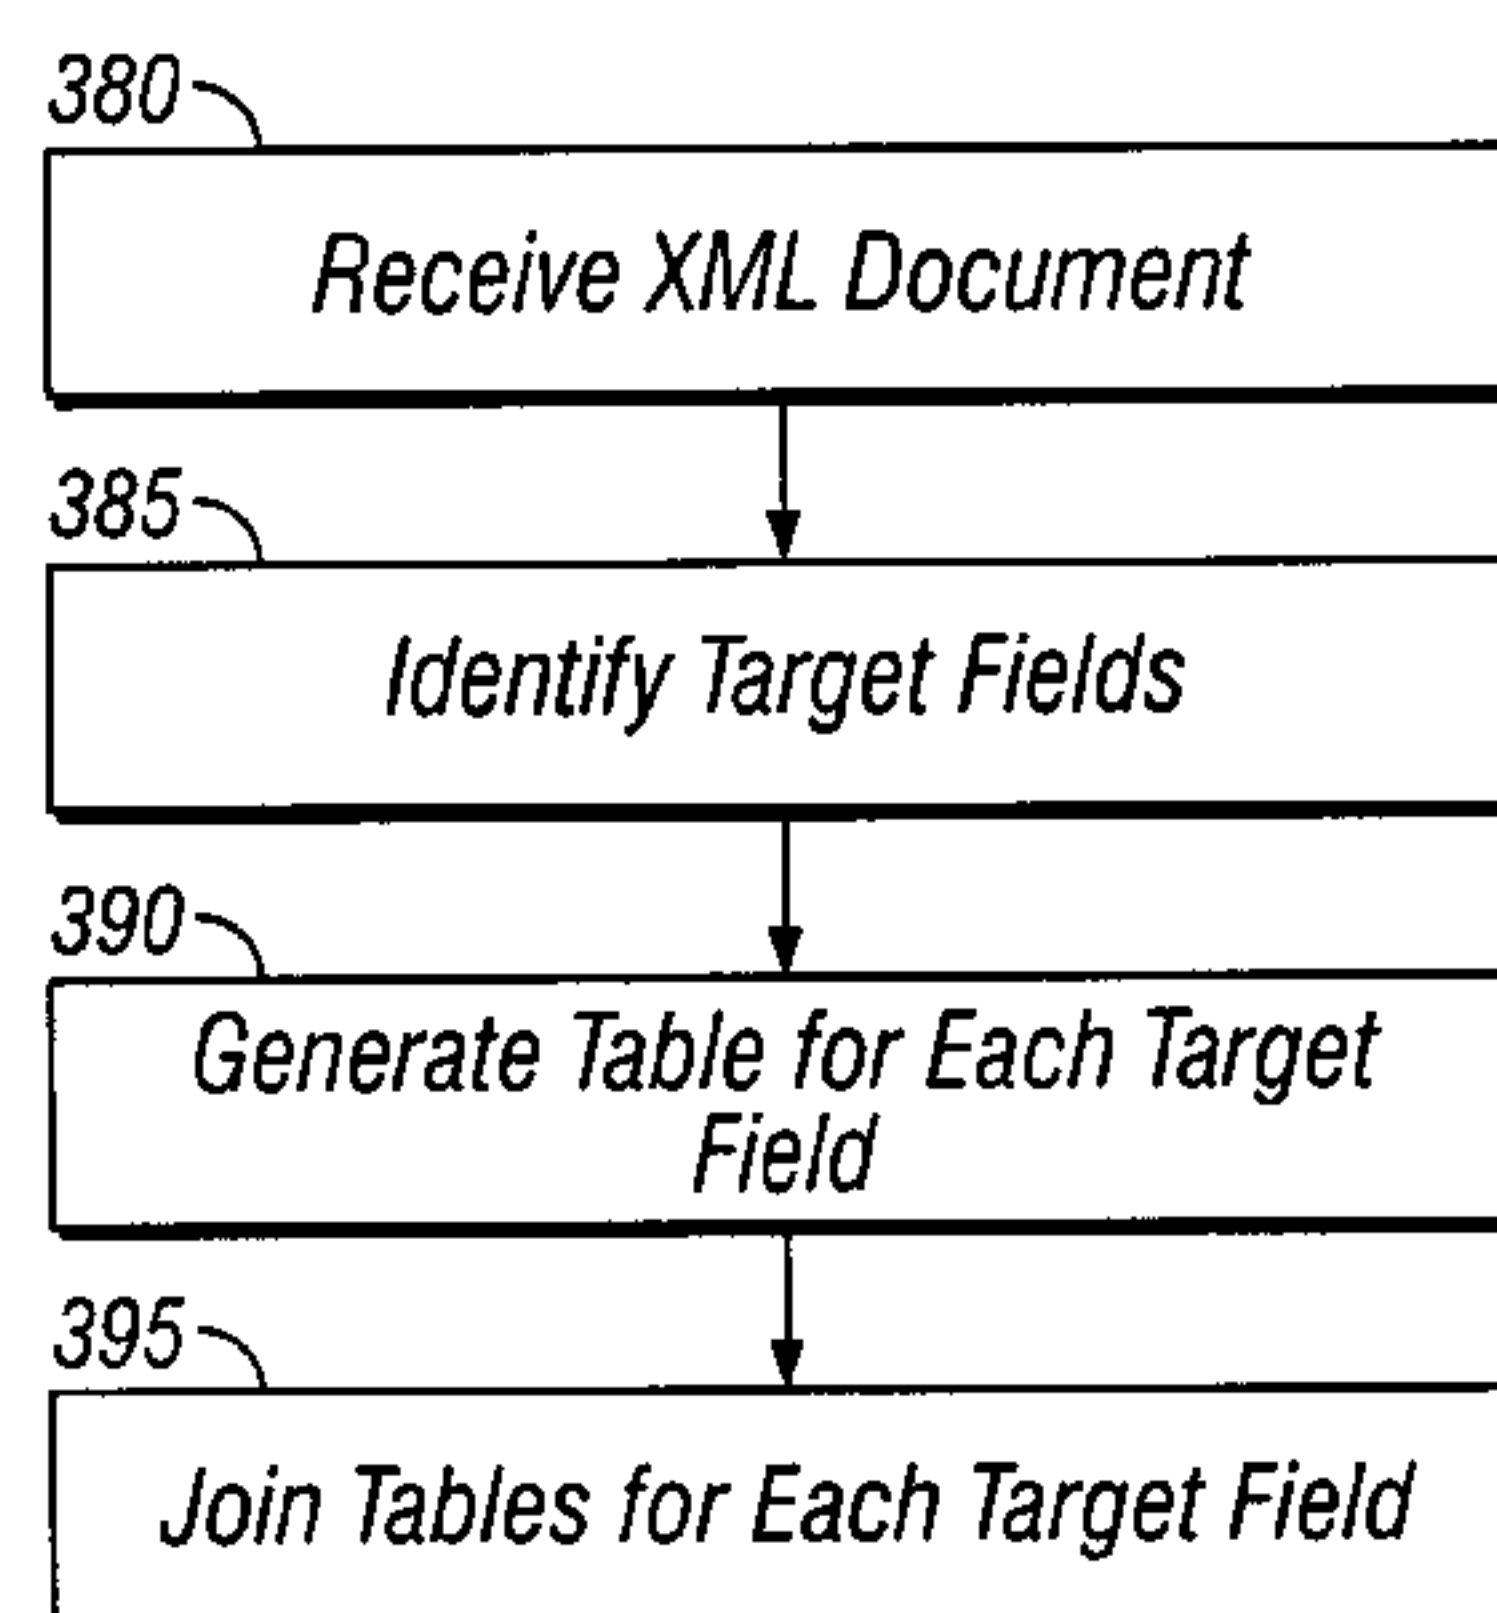 380
Receive XML Document
385
Identify Target Fields
390
Generate Table for Each Target
Field
395
Join Tables for Each Target Field